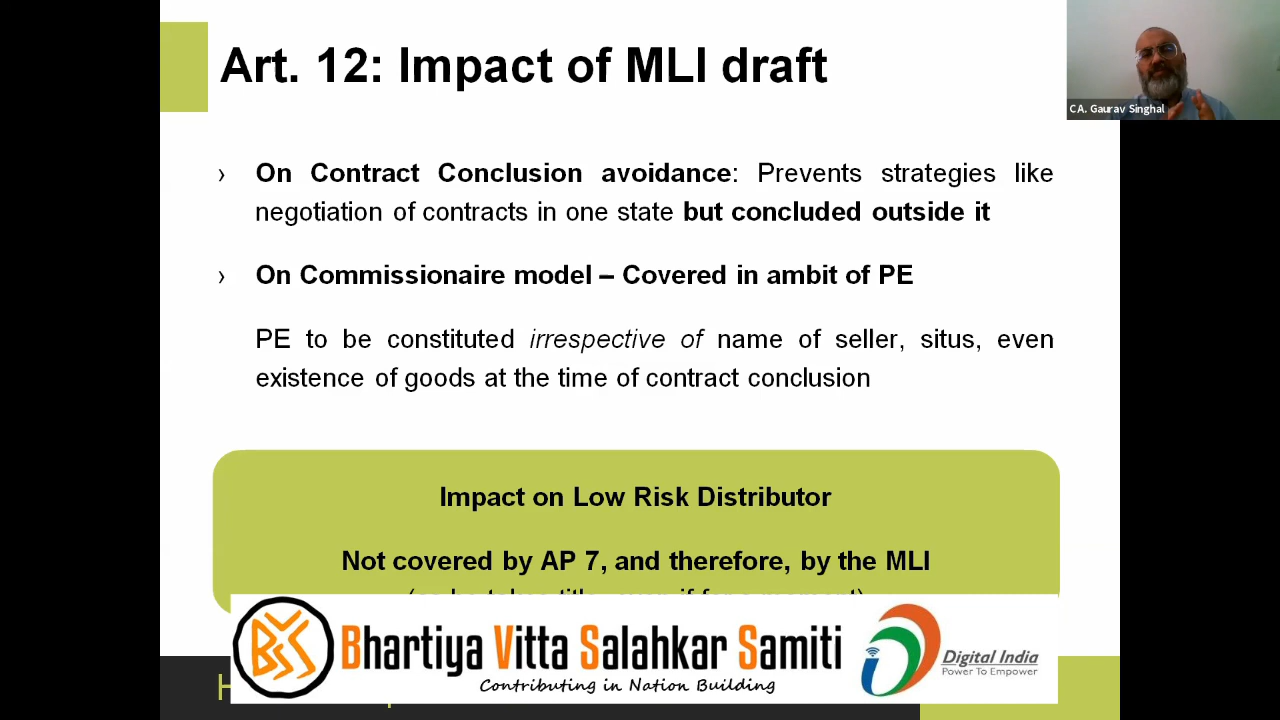 Art. 12: Impact of MLI draft
CA. Gaurav Singhal
› On Contract Conclusion avoidance: Prevents strategies like
negotiation of contracts in one state but concluded outside it
› On Commissionaire model – Covered in ambit of PE
PE to be constituted irrespective of name of seller, situs, even
existence of goods at the time of contract conclusion
Impact on Low Risk Distributor
Not covered by AP 7, and therefore, by the MLI
BVSS
Bhartiya Vitta Salahkar Samiti
Contributing in Nation Building
Digital India
Power To Empower